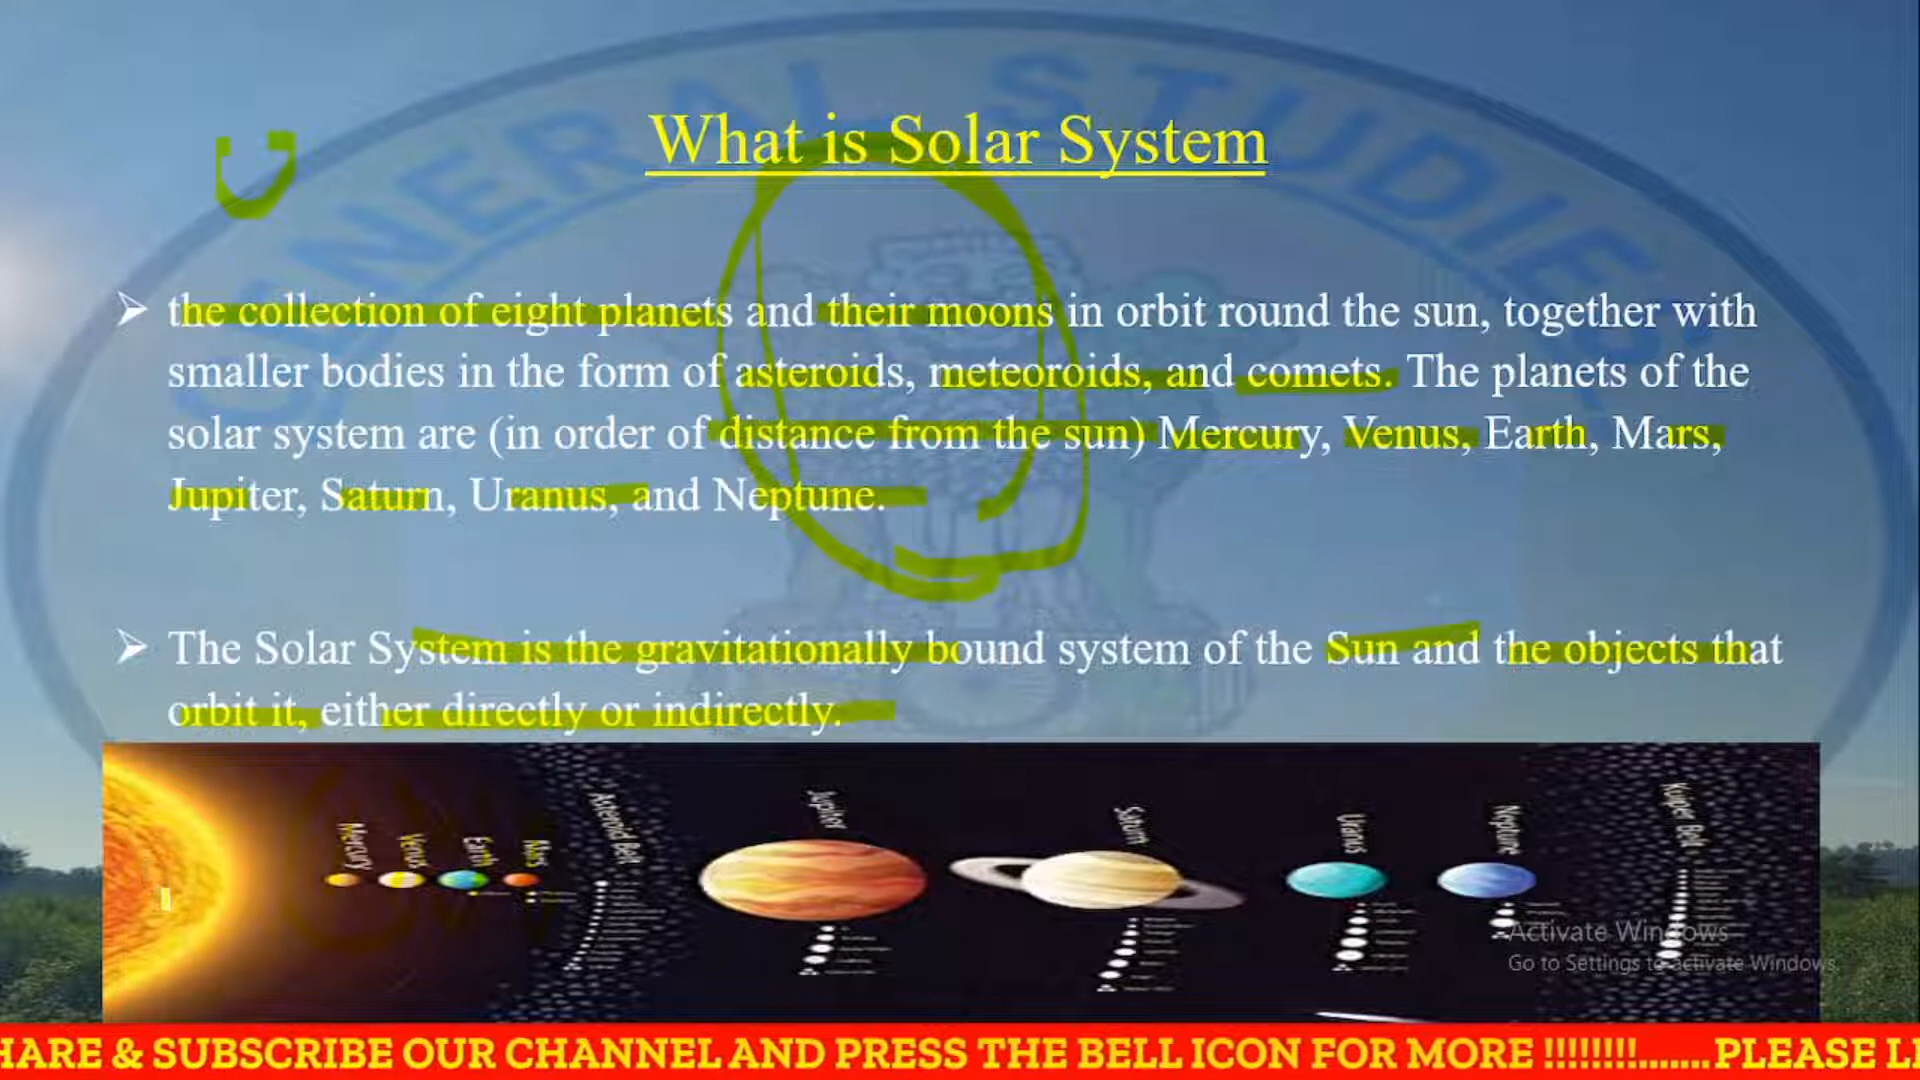 GENERAL STUDIES
What is Solar System
the collection of eight planets and their moons in orbit round the sun, together with
smaller bodies in the form of asteroids, meteoroids, and comets. The planets of the
solar system are (in order of distance from the sun) Mercury, Venus, Earth, Mars,
Jupiter, Saturn, Uranus, and Neptune.
The Solar System is the gravitationally bound system of the Sun and the objects that
orbit it, either directly or indirectly.
Mercury
Venus
Earth
Mars
Asteroid Belt
Jupiter
Saturn
Uranus
Neptune
Kuiper Belt
Activate Windows
Go to Settings to activate Windows.
HARE & SUBSCRIBE OUR CHANNEL AND PRESS THE BELL ICON FOR MORE !!!!!!!!.......PLEASE LI